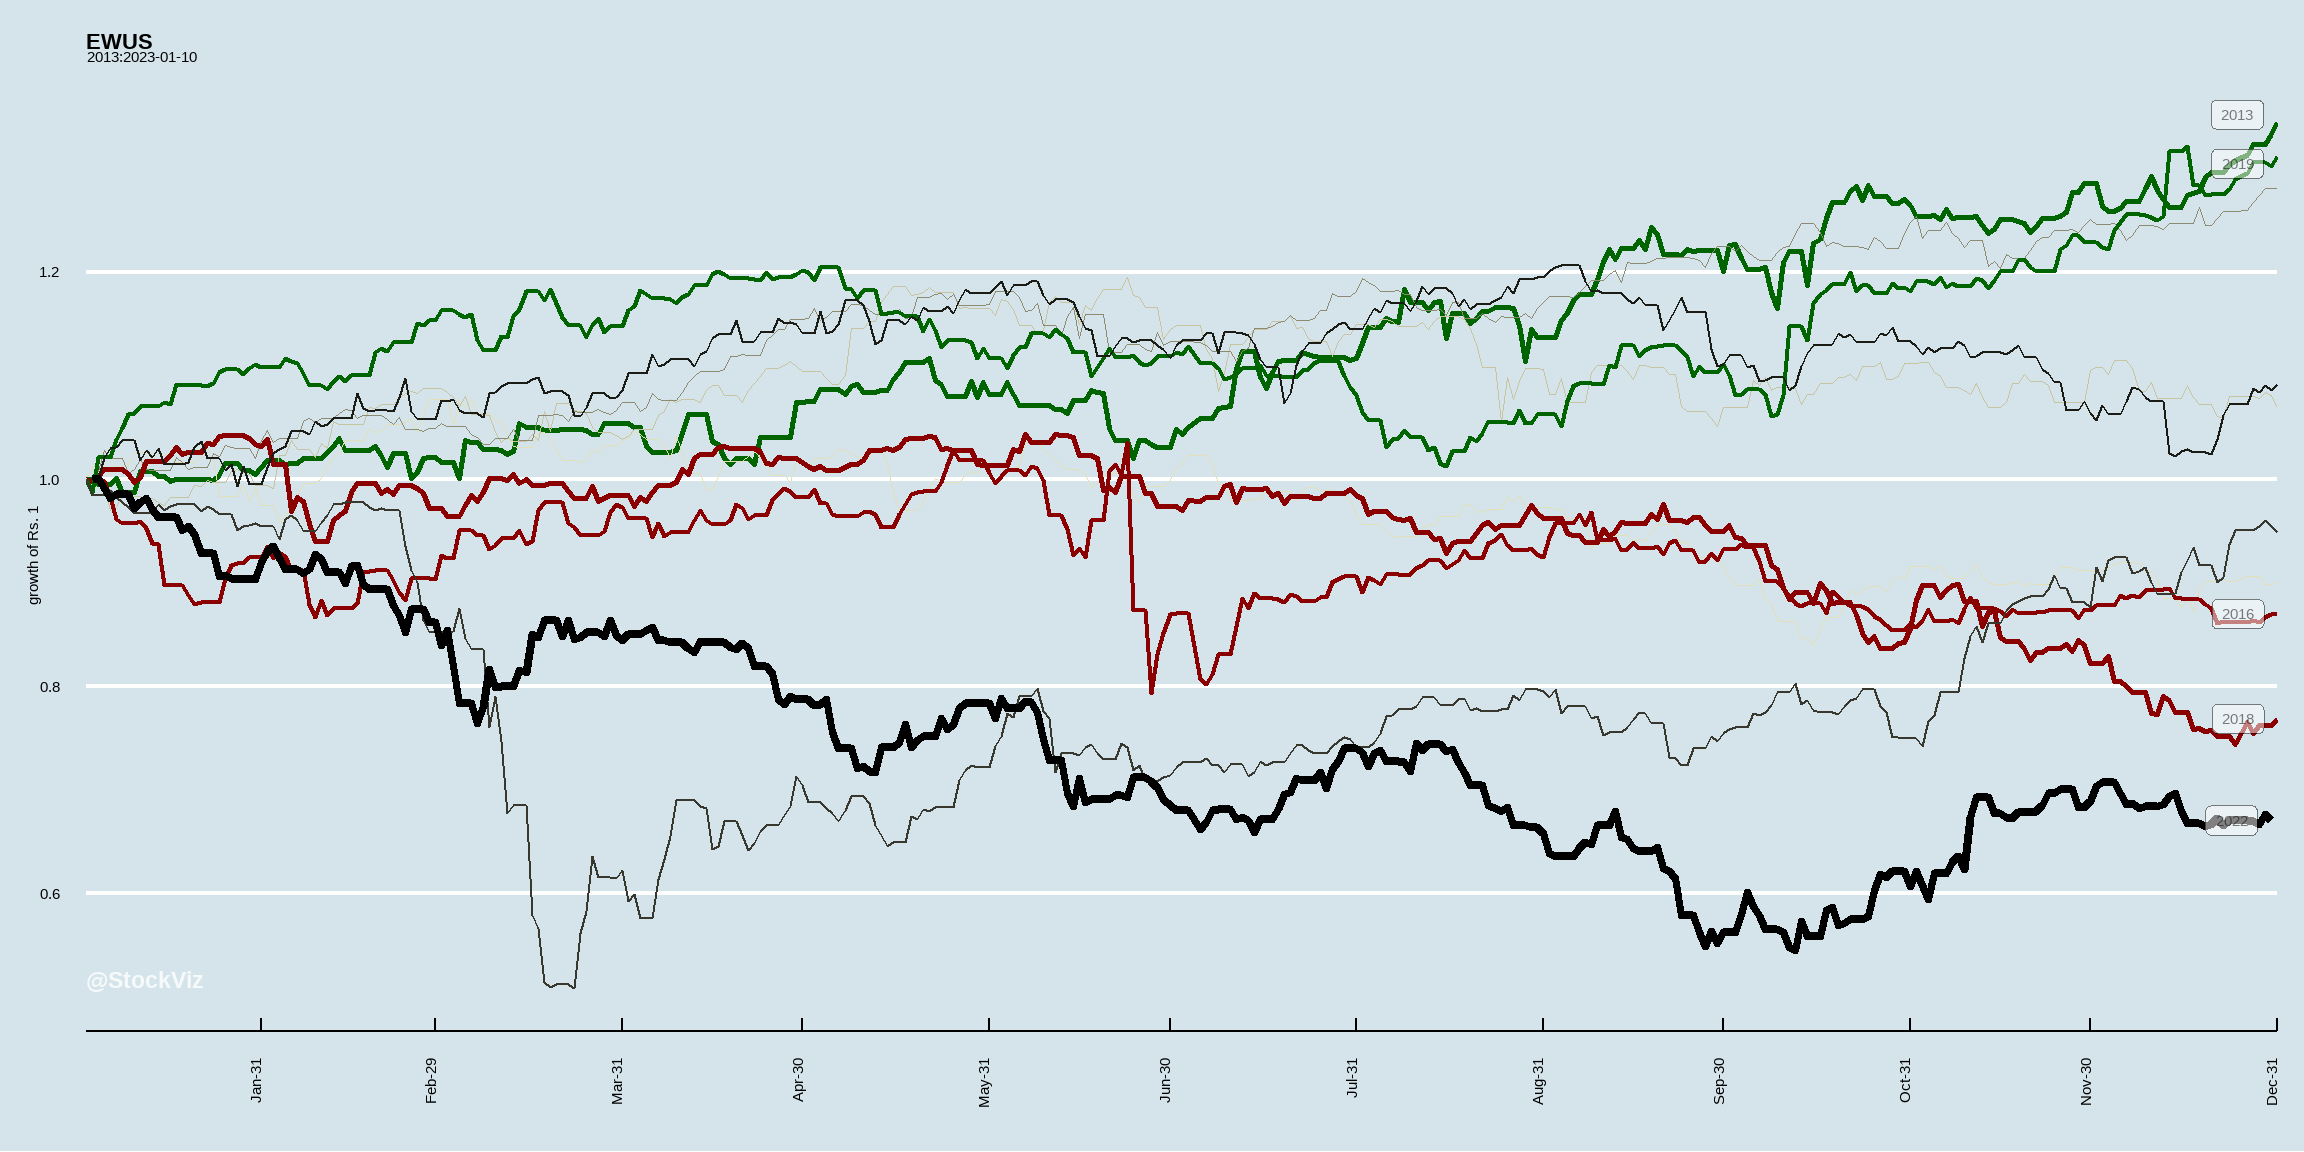 EWUS
2013:2023-01-10
2013
2019
1.2
1.0
growth of Rs. 1
2016
0.8
2018
2022
0.6
@StockViz
Jan-31
Feb-29
Mar-31
Apr-30
May-31
Jun-30
Jul-31
Aug-31
Sep-30
Oct-31
Nov-30
Dec-31